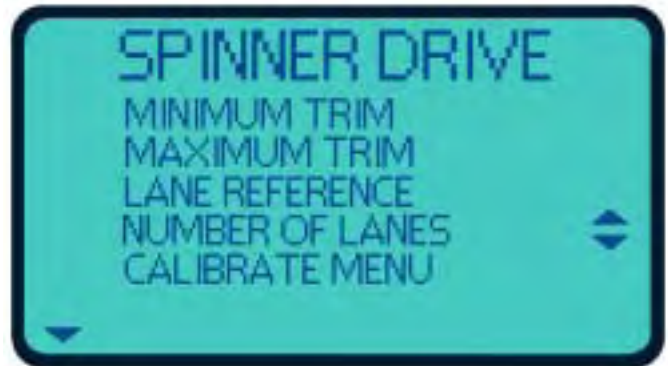 SPINNER DRIVE
MINIMUM TRIM
MAXIMUM TRIM
LANE REFERENCE
NUMBER OF LANES
CALIBRATE MENU